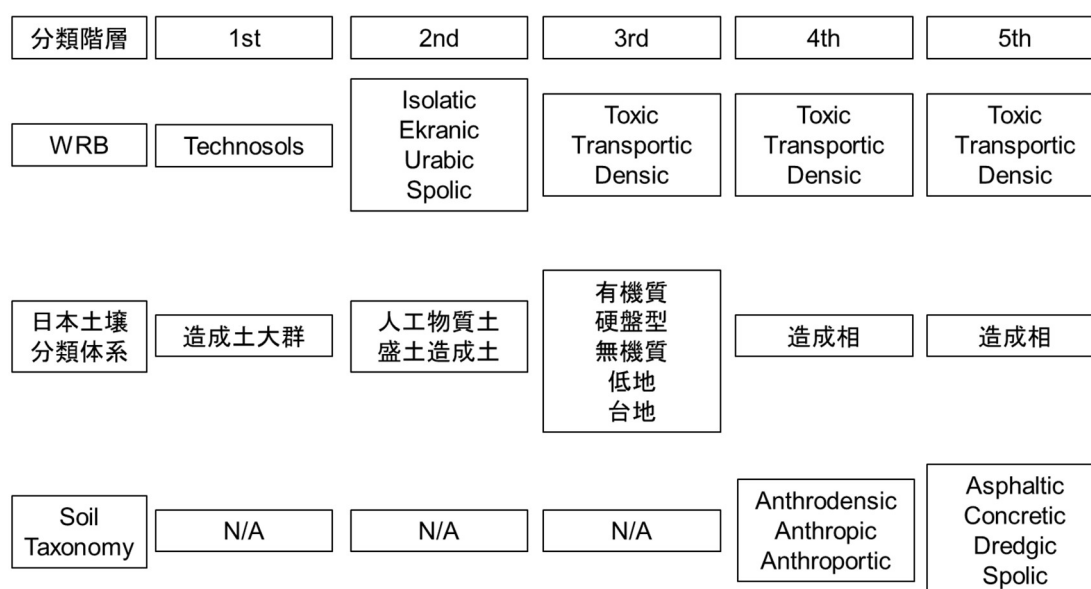 分類階層
1st
2nd
3rd
4th
5th
WRB
Technosols
Isolatic
Ekranic
Urabic
Spolic
Toxic
Transportic
Densic
Toxic
Transportic
Densic
Toxic
Transportic
Densic
日本土壌
分類体系
造成土大群
人工物質土
盛土造成土
有機質
硬盤型
無機質
低地
台地
造成相
造成相
Soil
Taxonomy
N/A
N/A
N/A
Anthrodensic
Anthropic
Anthroportic
Asphaltic
Concretic
Dredgic
Spolic